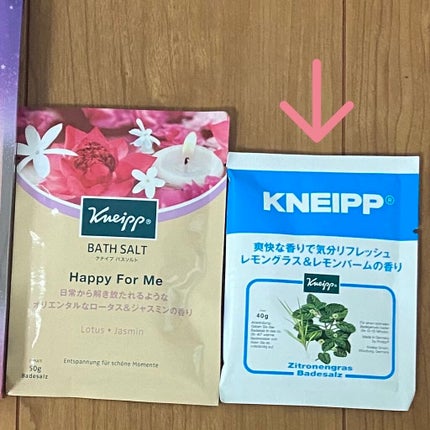 Kneipp®
BATH SALT
クナイプ バスソルト
Happy For Me
日常から解き放たれるような
オリエンタルなロータス&ジャスミンの香り
Lotus・Jasmin
Entspannung für schöne Momente
50g
Badesalz
KNEIPP®
爽快な香りで気分リフレッシュ
レモングラス&レモンバームの香り
Kneipp
40g
Zitronengras
Badesalz